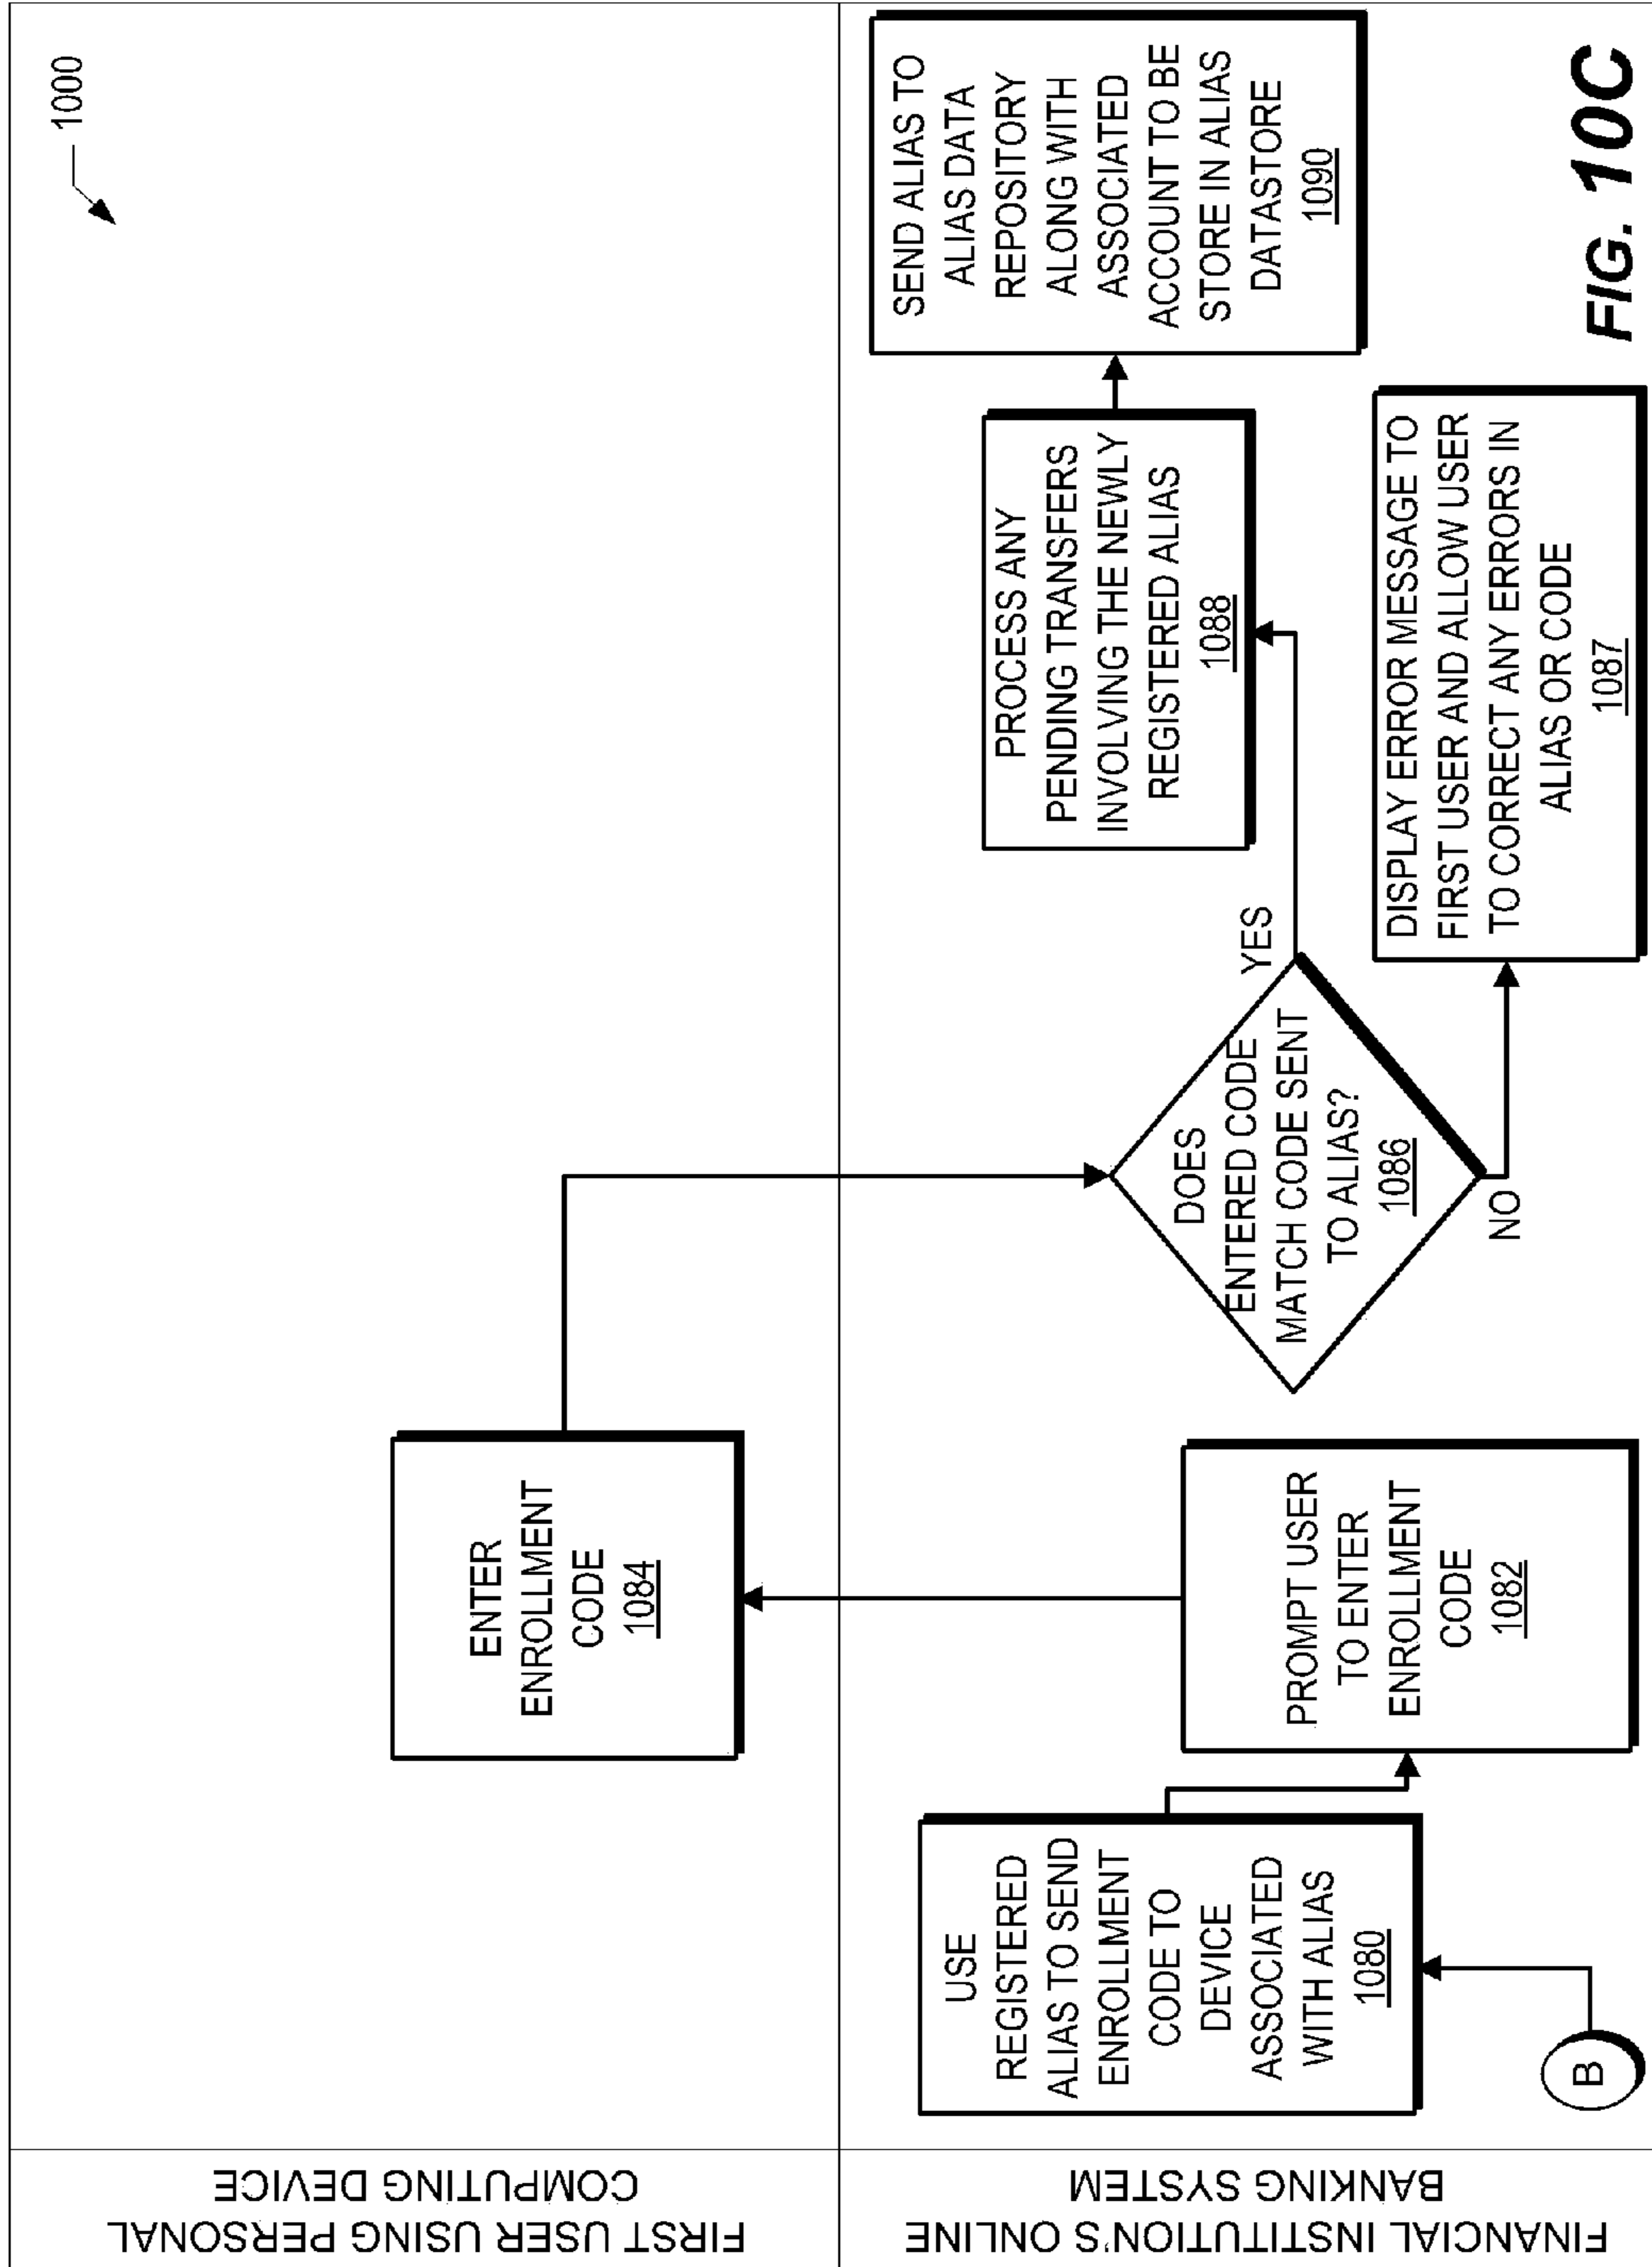 1000
FIRST USER USING PERSONAL
COMPUTING DEVICE
ENTER
ENROLLMENT
CODE
1084
FINANCIAL INSTITUTION'S ONLINE
BANKING SYSTEM
B
USE
REGISTERED
ALIAS TO SEND
ENROLLMENT
CODE TO
DEVICE
ASSOCIATED
WITH ALIAS
1080
PROMPT USER
TO ENTER
ENROLLMENT
CODE
1082
DOES
ENTERED CODE
MATCH CODE SENT
TO ALIAS?
1086
YES
NO
PROCESS ANY
PENDING TRANSFERS
INVOLVING THE NEWLY
REGISTERED ALIAS
1088
DISPLAY ERROR MESSAGE TO
FIRST USER AND ALLOW USER
TO CORRECT ANY ERRORS IN
ALIAS OR CODE
1087
SEND ALIAS TO
ALIAS DATA
REPOSITORY
ALONG WITH
ASSOCIATED
ACCOUNT TO BE
STORE IN ALIAS
DATASTORE
1090
FIG. 10C